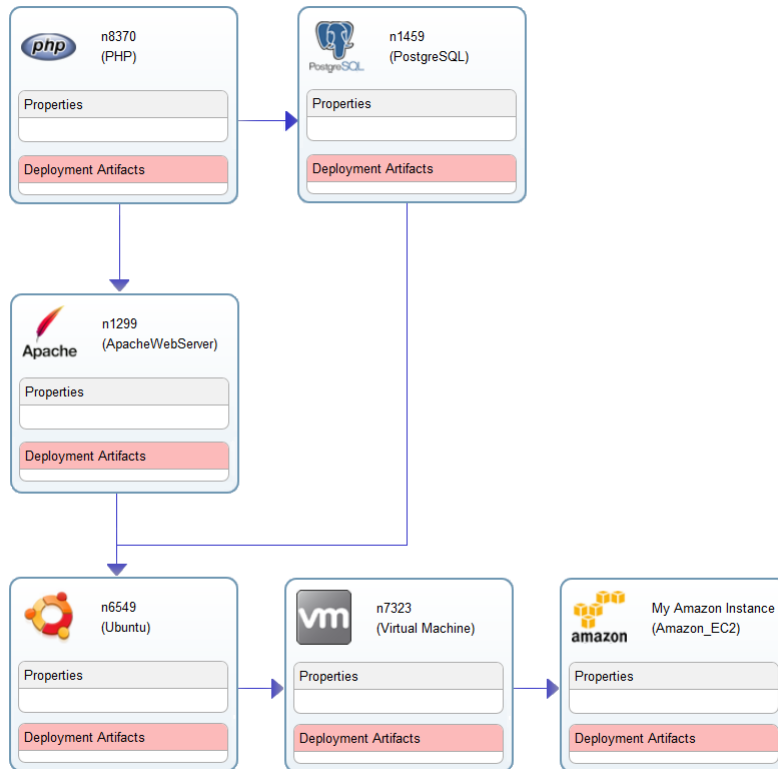 php
n8370
(PHP)
Properties
Deployment Artifacts
PostgreSQL
n1459
(PostgreSQL)
Properties
Deployment Artifacts
Apache
n1299
(ApacheWebServer)
Properties
Deployment Artifacts
n6549
(Ubuntu)
Properties
Deployment Artifacts
vm
n7323
(Virtual Machine)
Properties
Deployment Artifacts
amazon
My Amazon Instance
(Amazon_EC2)
Properties
Deployment Artifacts